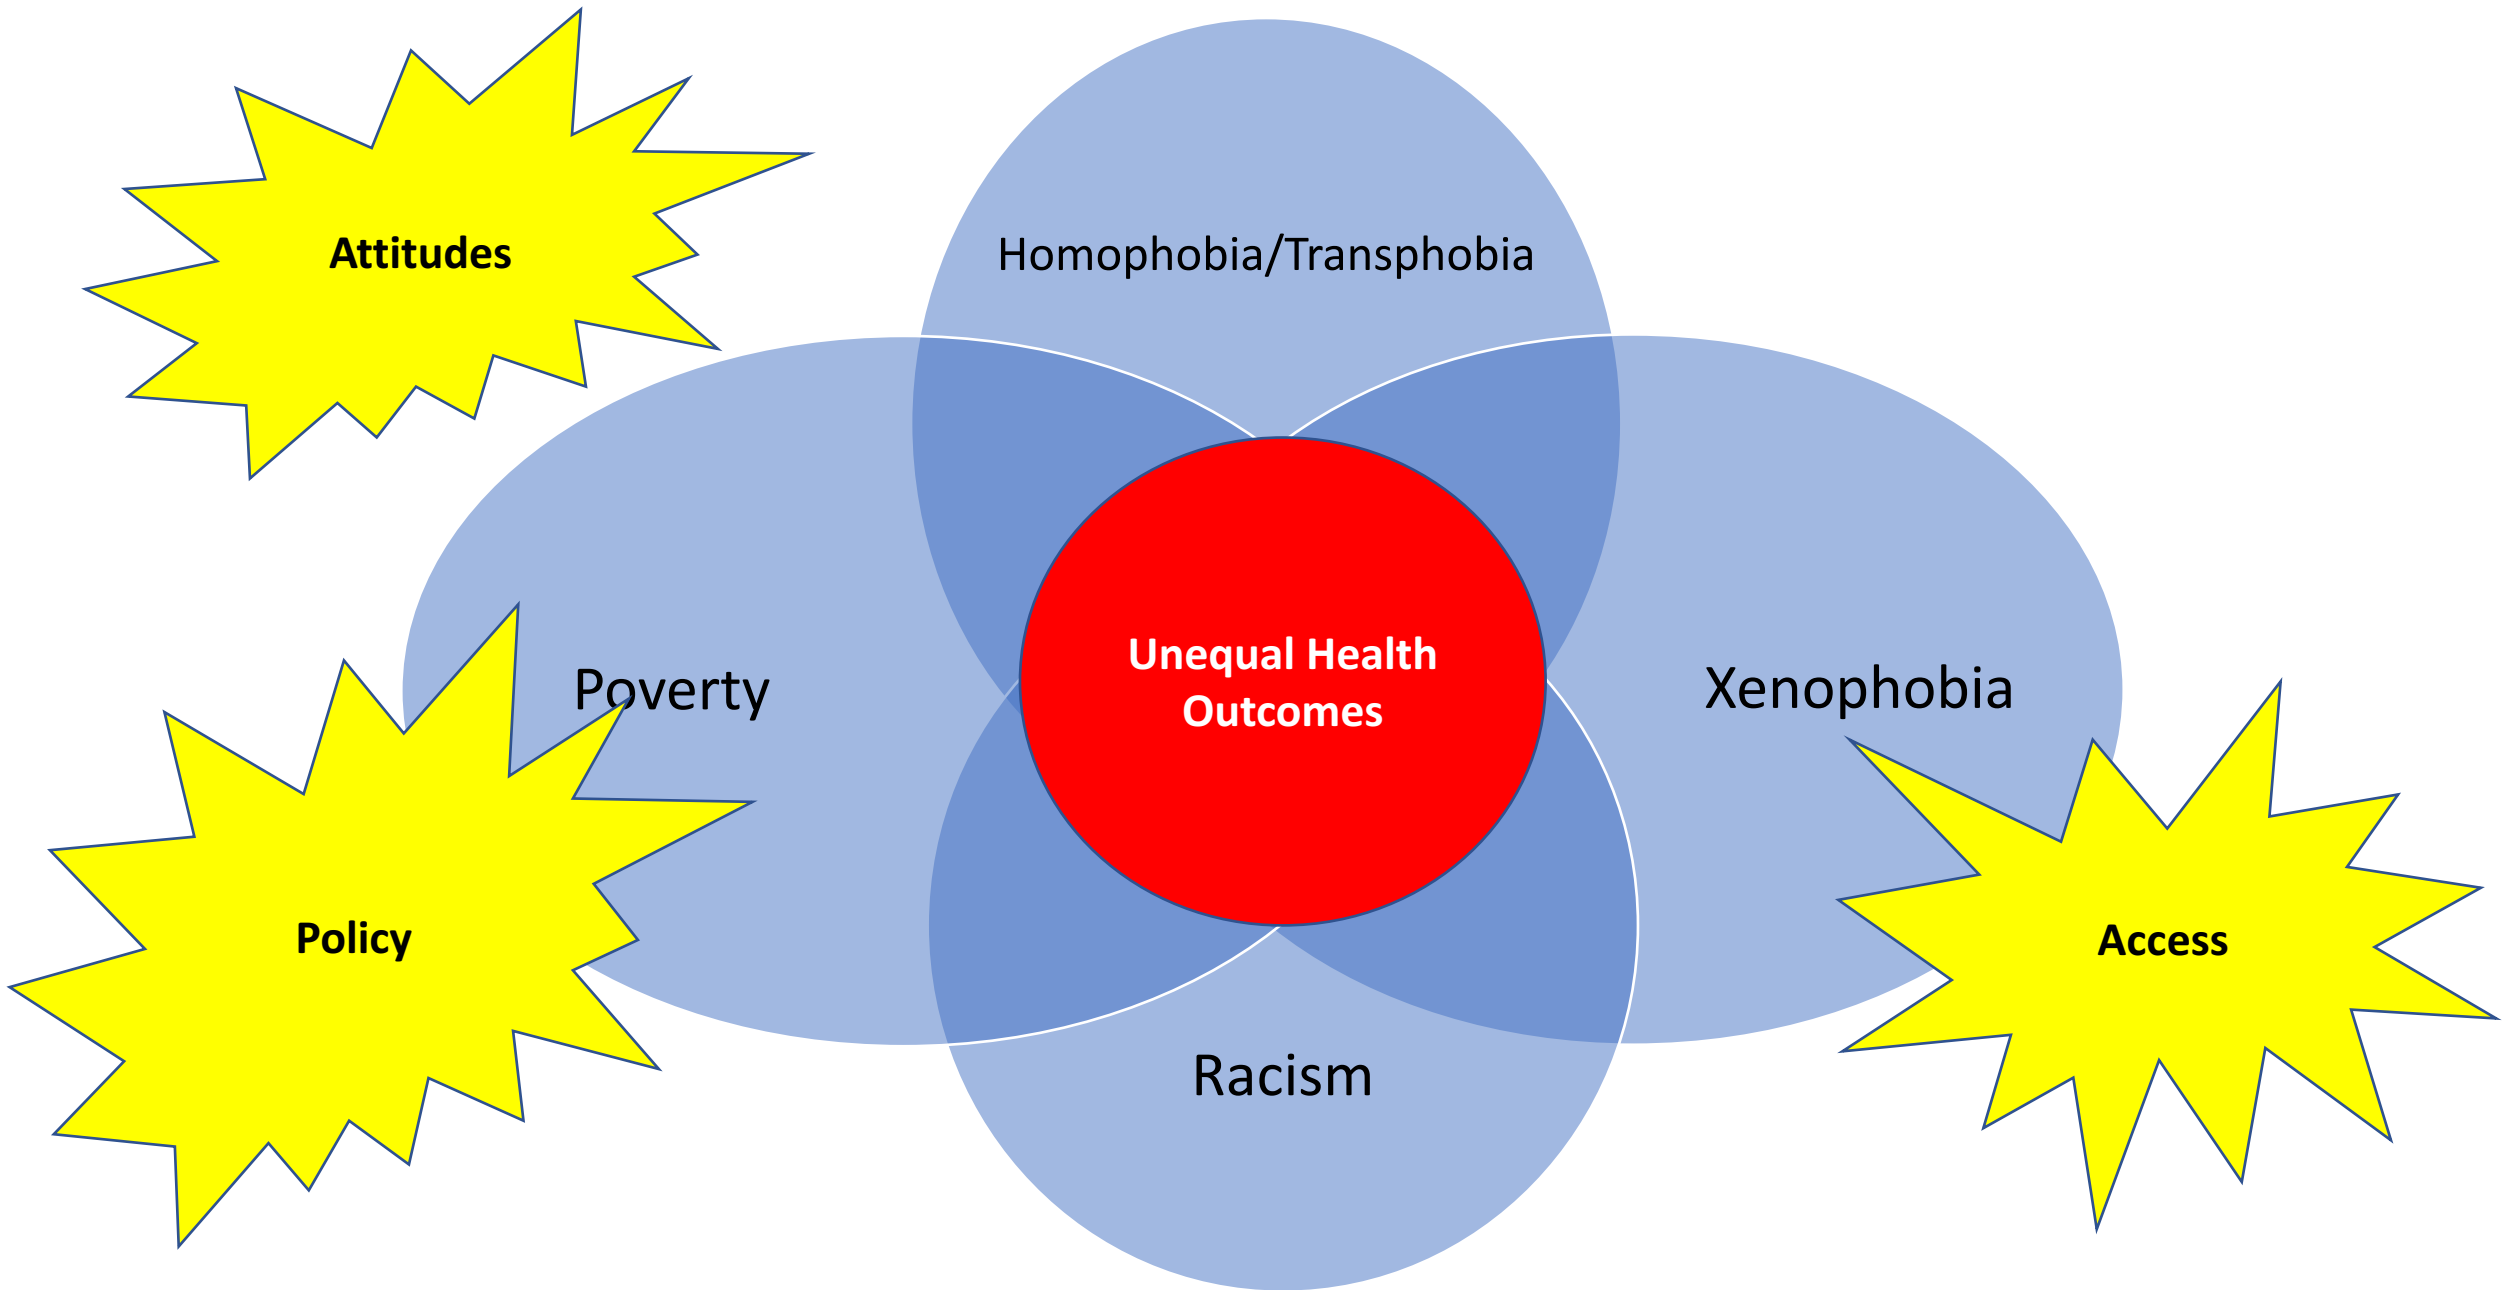 Attitudes
Homophobia/Transphobia
Poverty
Unequal Health
Outcomes
Xenophobia
Policy
Access
Racism